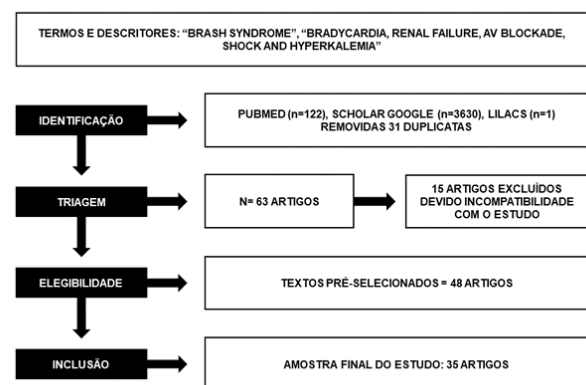 TERMOS E DESCRITORES: “BRASH SYNDROME”, “BRADYCARDIA, RENAL FAILURE, AV BLOCKADE,
SHOCK AND HYPERKALEMIA”
IDENTIFICAÇÃO
PUBMED (n=122), SCHOLAR GOOGLE (n=3630), LILACS (n=1)
REMOVIDAS 31 DUPLICATAS
TRIAGEM
N= 63 ARTIGOS
15 ARTIGOS EXCLUÍDOS
DEVIDO INCOMPATIBILIDADE
COM O ESTUDO
ELEGIBILIDADE
TEXTOS PRÉ-SELECIONADOS = 48 ARTIGOS
INCLUSÃO
AMOSTRA FINAL DO ESTUDO: 35 ARTIGOS